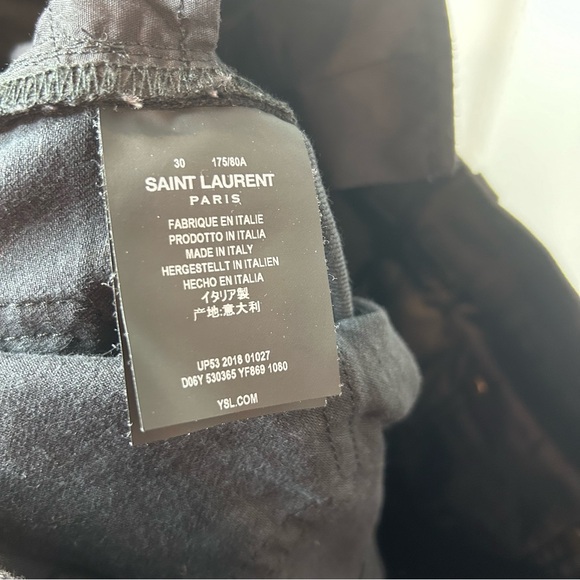 30 175/80A
SAINT LAURENT
PARIS
FABRIQUE EN ITALIE
PRODOTTO IN ITALIA
MADE IN ITALY
HERGESTELLT IN ITALIEN
HECHO EN ITALIA
イタリア製
产地:意大利
UP53 2018 01027
D06Y 530365 YF869 1080
YSL.COM